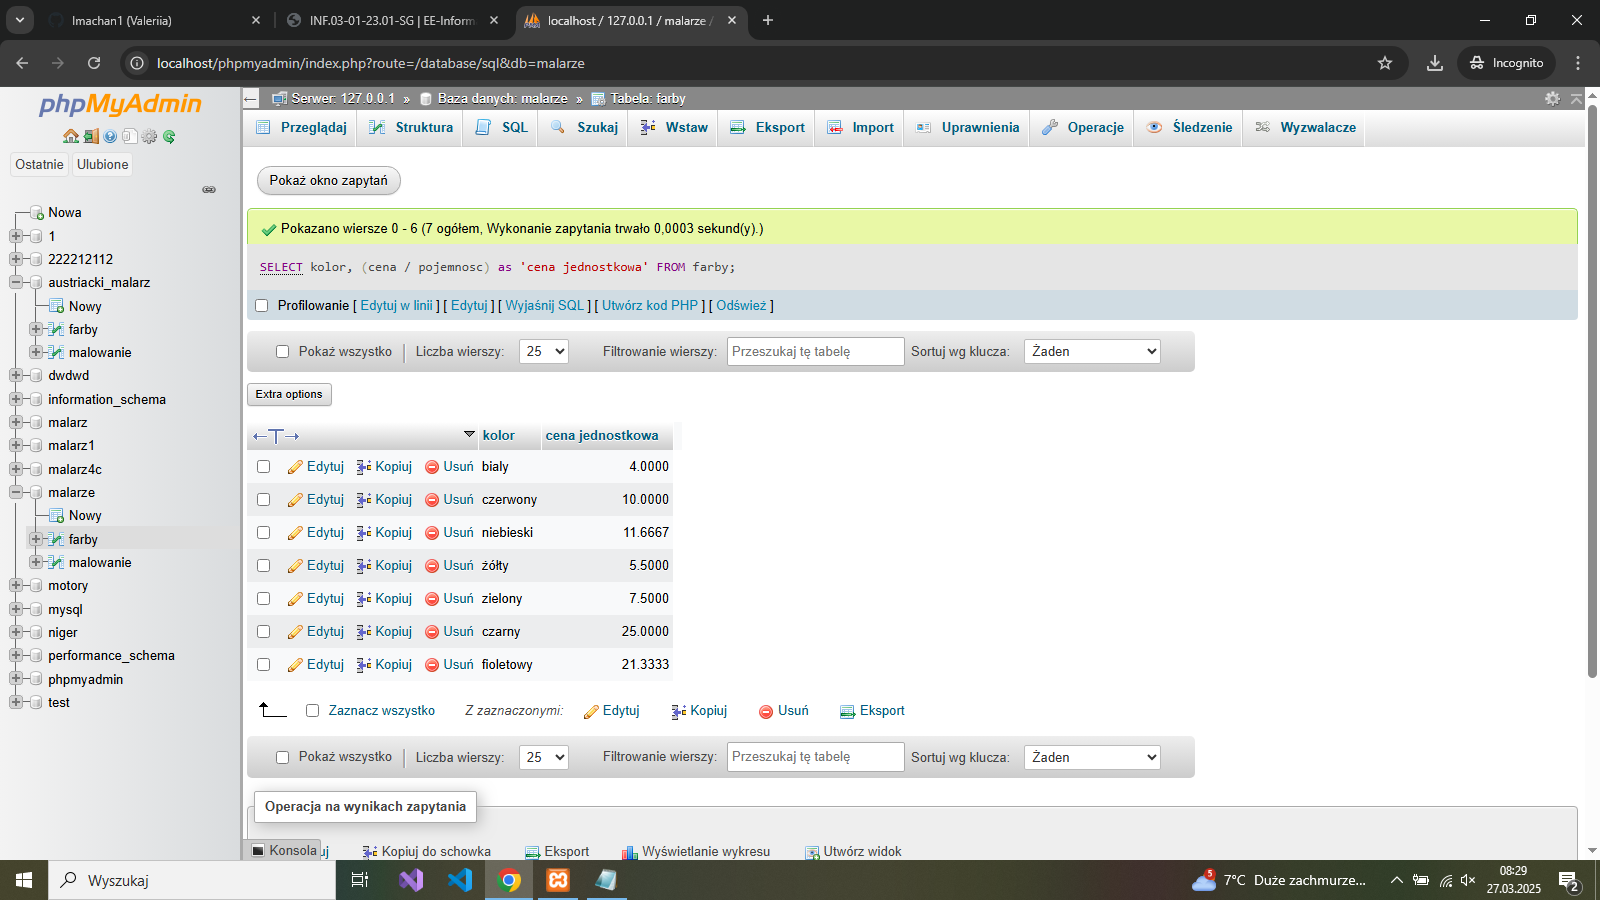 Imachan1 (Valeriia)
INF.03-01-23.01-SG | EE-Inform
localhost / 127.0.0.1 / malarze /
localhost/phpmyadmin/index.php?route=/database/sql&db=malarze
Incognito
phpMyAdmin
Ostatnie
Ulubione
Nowa
1
222212112
austriacki_malarz
Nowy
farby
malowanie
dwdwd
information_schema
malarz
malarz1
malarz4c
malarze
Nowy
farby
malowanie
motory
mysql
niger
performance_schema
phpmyadmin
test
Serwer: 127.0.0.1 » Baza danych: malarze » Tabela: farby
Przeglądaj
Struktura
SQL
Szukaj
Wstaw
Eksport
Import
Uprawnienia
Operacje
Śledzenie
Wyzwalacze
Pokaż okno zapytań
Pokazano wiersze 0 - 6 (7 ogółem, Wykonanie zapytania trwało 0,0003 sekund(y).)
SELECT kolor, (cena / pojemnosc) as 'cena jednostkowa' FROM farby;
Profilowanie [ Edytuj w linii ] [ Edytuj ] [ Wyjaśnij SQL ] [ Utwórz kod PHP ] [ Odśwież ]
Pokaż wszystko | Liczba wierszy: 25 Filtrowanie wierszy: Przeszukaj tę tabelę Sortuj wg klucza: Żaden
Extra options
←T→ kolor cena jednostkowa
Edytuj Kopiuj Usuń bialy 4.0000
Edytuj Kopiuj Usuń czerwony 10.0000
Edytuj Kopiuj Usuń niebieski 11.6667
Edytuj Kopiuj Usuń żółty 5.5000
Edytuj Kopiuj Usuń zielony 7.5000
Edytuj Kopiuj Usuń czarny 25.0000
Edytuj Kopiuj Usuń fioletowy 21.3333
Zaznacz wszystko Z zaznaczonymi: Edytuj Kopiuj Usuń Eksport
Pokaż wszystko | Liczba wierszy: 25 Filtrowanie wierszy: Przeszukaj tę tabelę Sortuj wg klucza: Żaden
Operacja na wynikach zapytania
Konsola uj Kopiuj do schowka Eksport Wyświetlanie wykresu Utwórz widok
Wyszukaj
5
7°C Duże zachmurze...
08:29
27.03.2025
2